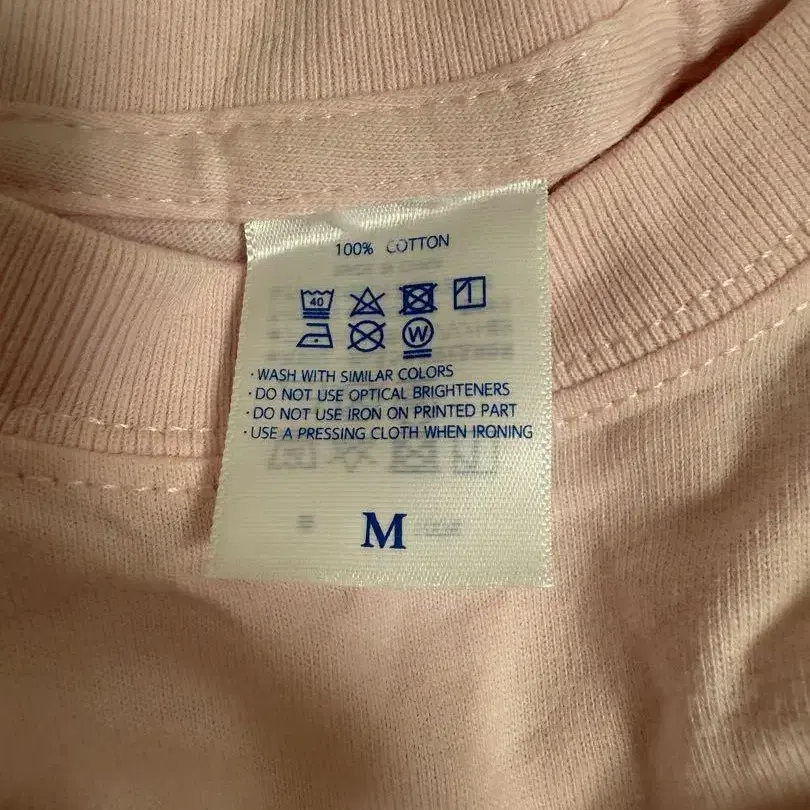 100% COTTON
40
W
· WASH WITH SIMILAR COLORS
· DO NOT USE OPTICAL BRIGHTENERS
· DO NOT USE IRON ON PRINTED PART
· USE A PRESSING CLOTH WHEN IRONING
M